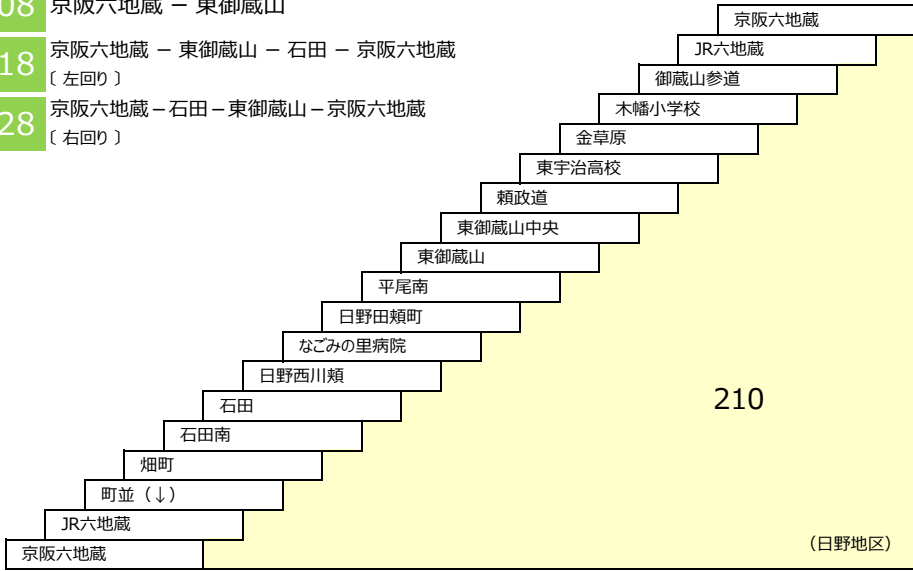 08 京阪六地蔵 － 東御蔵山
18 京阪六地蔵 － 東御蔵山 － 石田 － 京阪六地蔵
〔 左回り 〕
28 京阪六地蔵－石田－東御蔵山－京阪六地蔵
〔 右回り 〕
京阪六地蔵
JR六地蔵
御蔵山参道
木幡小学校
金草原
東宇治高校
頼政道
東御蔵山中央
東御蔵山
平尾南
日野田頬町
なごみの里病院
日野西川頬
石田
石田南
畑町
町並（↓）
JR六地蔵
京阪六地蔵
210
（日野地区）